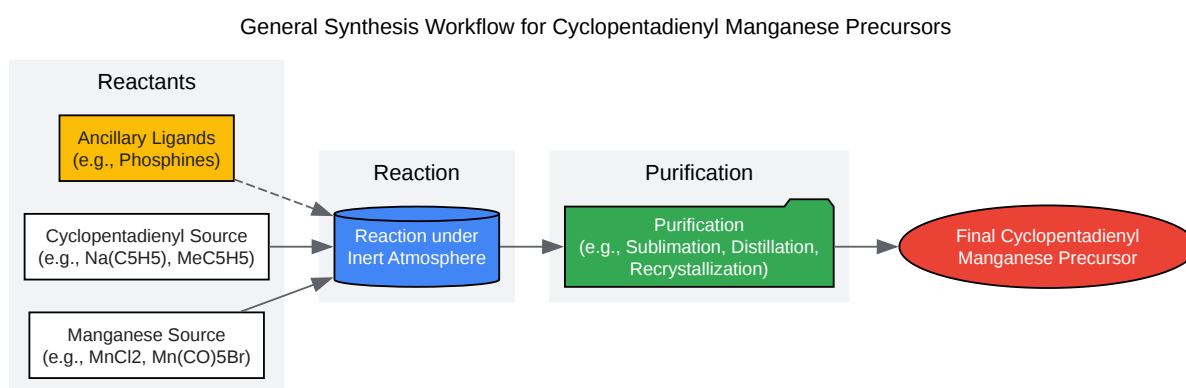 General Synthesis Workflow for Cyclopentadienyl Manganese Precursors
Reactants
Ancillary Ligands
(e.g., Phosphines)
Cyclopentadienyl Source
(e.g., Na(C5H5), MeC5H5)
Manganese Source
(e.g., MnCl2, Mn(CO)5Br)
Reaction
Reaction under
Inert Atmosphere
Purification
Purification
(e.g., Sublimation, Distillation,
Recrystallization)
Final Cyclopentadienyl
Manganese Precursor